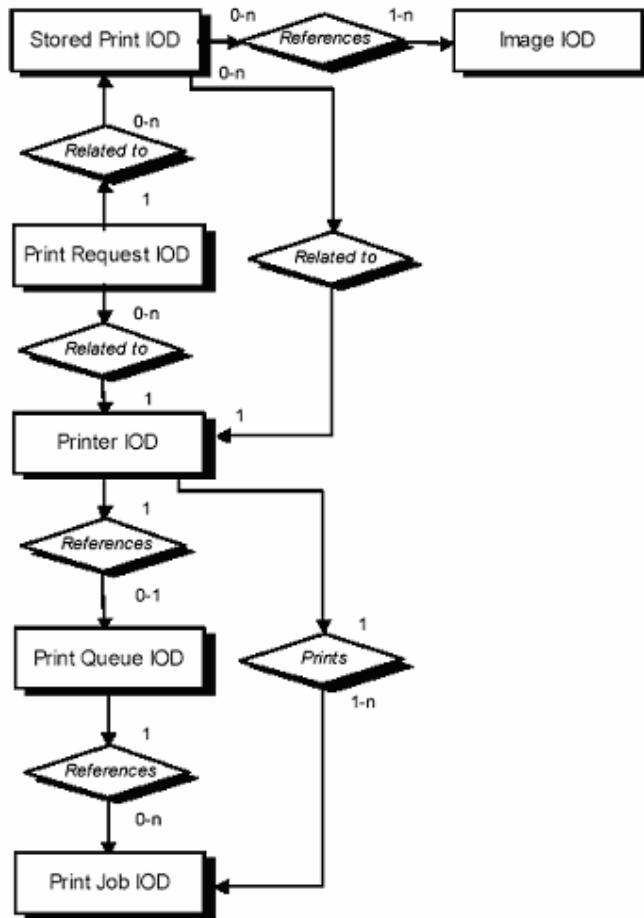 0-n
1-n
Stored Print IOD
References
Image IOD
0-n
0-n
Related to
1
Print Request IOD
Related to
0-n
Related to
1
1
Printer IOD
1
References
0-1
1
Print Queue IOD
Prints
1-n
1
References
0-n
Print Job IOD